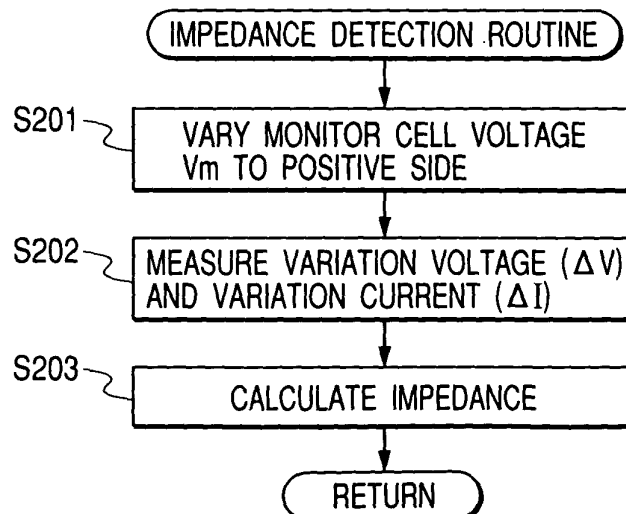 IMPEDANCE DETECTION ROUTINE
S201
VARY MONITOR CELL VOLTAGE
Vm TO POSITIVE SIDE
S202
MEASURE VARIATION VOLTAGE (ΔV)
AND VARIATION CURRENT (ΔI)
S203
CALCULATE IMPEDANCE
RETURN